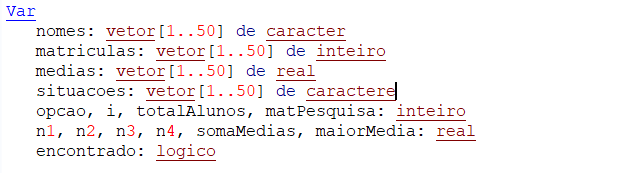 Var
nomes: vetor[1..50] de caracter
matriculas: vetor[1..50] de inteiro
medias: vetor[1..50] de real
situacoes: vetor[1..50] de caractere
opcao, i, totalAlunos, matPesquisa: inteiro
n1, n2, n3, n4, somaMedias, maiorMedia: real
encontrado: logico